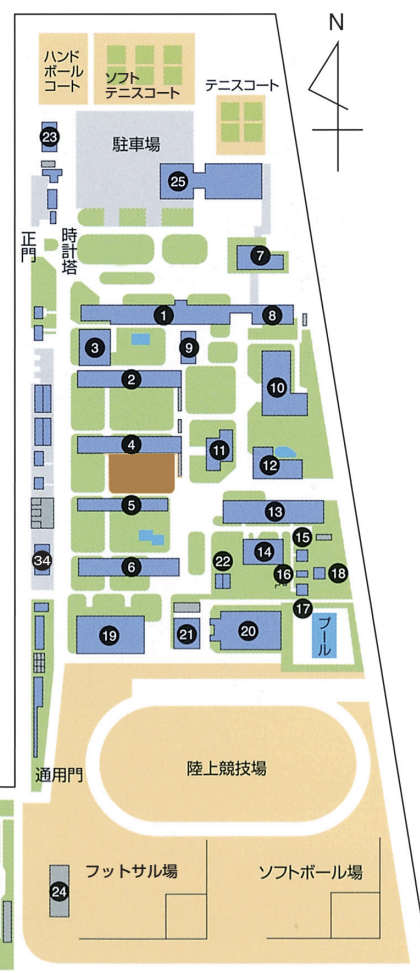 N
ハンド
ボール
コート
ソフト
テニスコート
テニスコート
23
駐車場
25
正門
時計塔
7
1
8
3
9
2
10
4
11
12
5
13
15
14
34
6
22
16
18
17
19
21
20
プール
通用門
陸上競技場
フットサル場
ソフトボール場
24